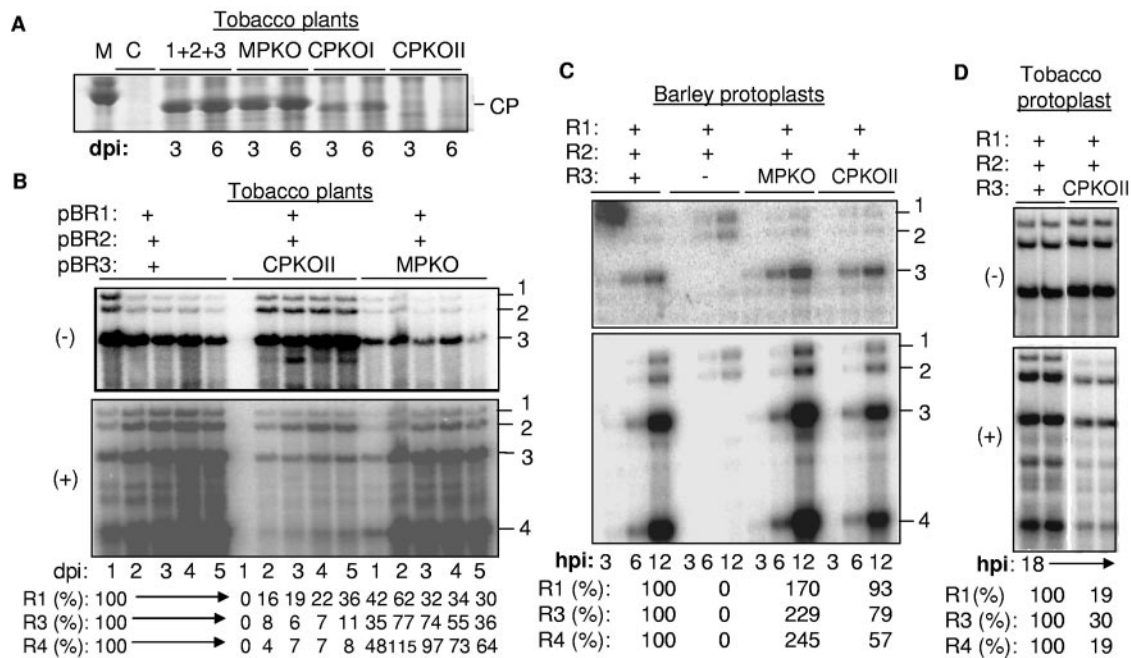 A
Tobacco plants
M C 1+2+3 MPKO CPKOI CPKOII
CP
dpi: 3 6 3 6 3 6 3 6
B
Tobacco plants
pBR1: + + +
pBR2: + + +
pBR3: + CPKOII MPKO
(-)
1
2
3
(+)
1
2
3
4
dpi: 1 2 3 4 5 1 2 3 4 5 1 2 3 4 5
R1 (%): 100 0 16 19 22 36 42 62 32 34 30
R3 (%): 100 0 8 6 7 11 35 77 74 55 36
R4 (%): 100 0 4 7 7 8 48 115 97 73 64
C
Barley protoplasts
R1: + + + +
R2: + + + +
R3: + - MPKO CPKOII
1
2
3
1
2
3
4
hpi: 3 6 12 3 6 12 3 6 12 3 6 12
R1 (%): 100 0 170 93
R3 (%): 100 0 229 79
R4 (%): 100 0 245 57
D
Tobacco
protoplast
R1: + +
R2: + +
R3: + CPKOII
(-)
(+)
hpi: 18
R1(%) 100 19
R3 (%) 100 30
R4 (%) 100 19